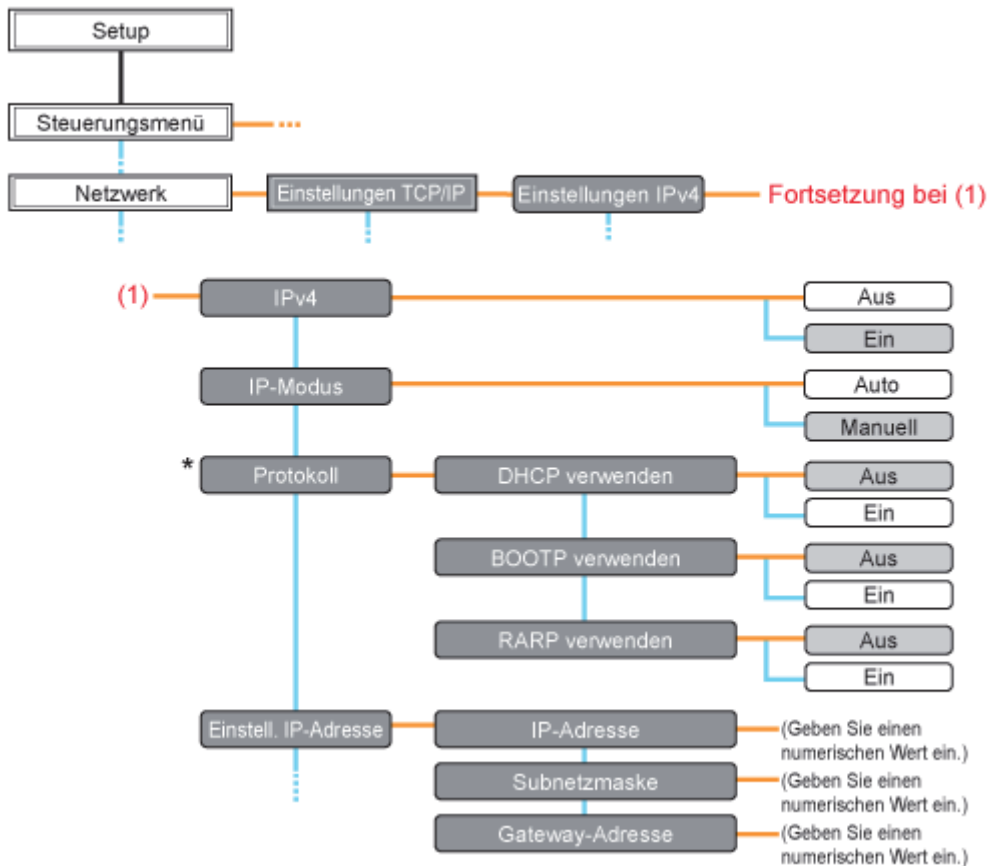 Setup
Steuerungsmenü
Netzwerk
Einstellungen TCP/IP
Einstellungen IPv4
Fortsetzung bei (1)
(1)
IPv4
Aus
Ein
IP-Modus
Auto
Manuell
*
Protokoll
DHCP verwenden
Aus
Ein
BOOTP verwenden
Aus
Ein
RARP verwenden
Aus
Ein
Einstell. IP-Adresse
IP-Adresse
(Geben Sie einen
numerischen Wert ein.)
Subnetzmaske
(Geben Sie einen
numerischen Wert ein.)
Gateway-Adresse
(Geben Sie einen
numerischen Wert ein.)